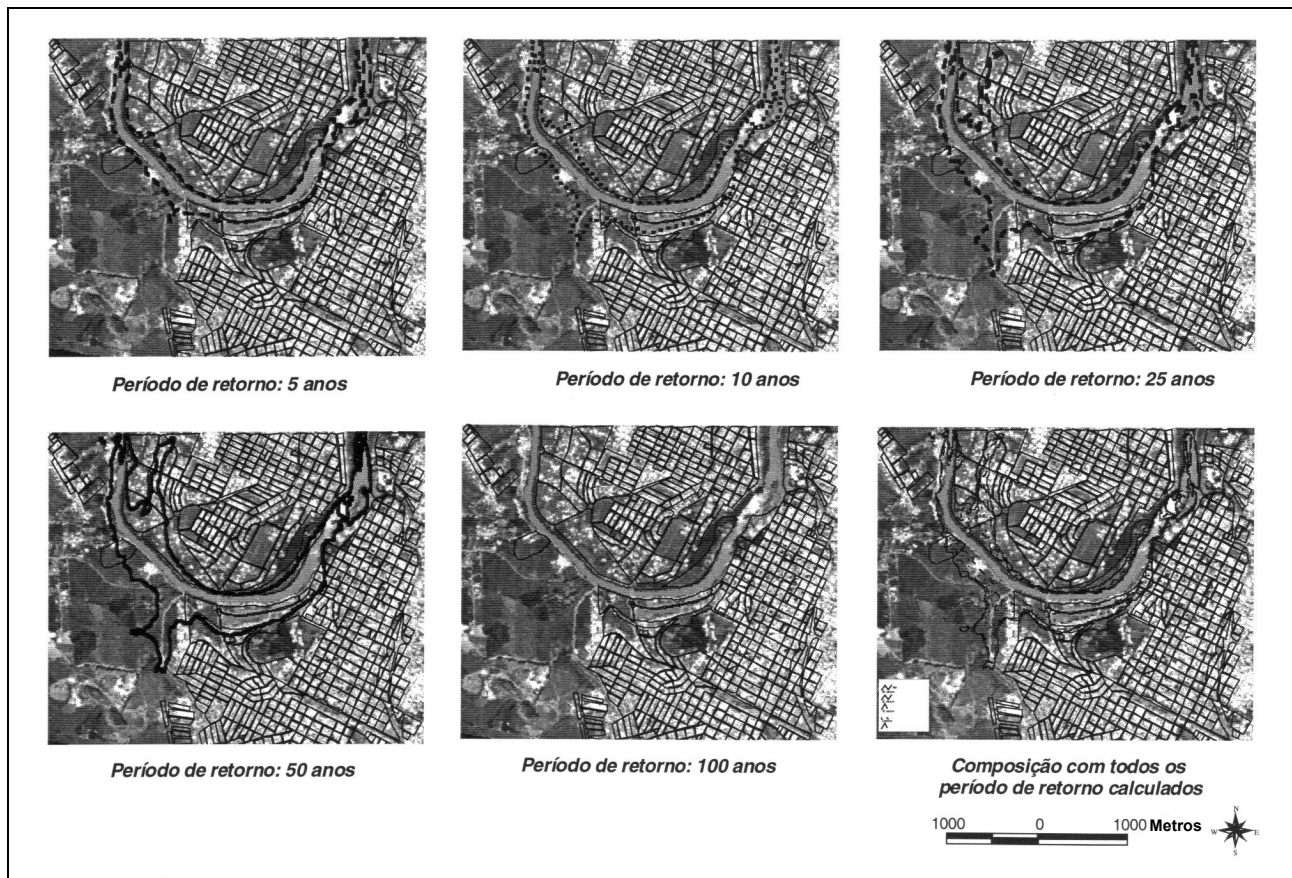 Período de retorno: 5 anos
Período de retorno: 10 anos
Período de retorno: 25 anos
Período de retorno: 50 anos
Período de retorno: 100 anos
Composição com todos os
período de retorno calculados
1000 0 1000 Metros
N
W E
S